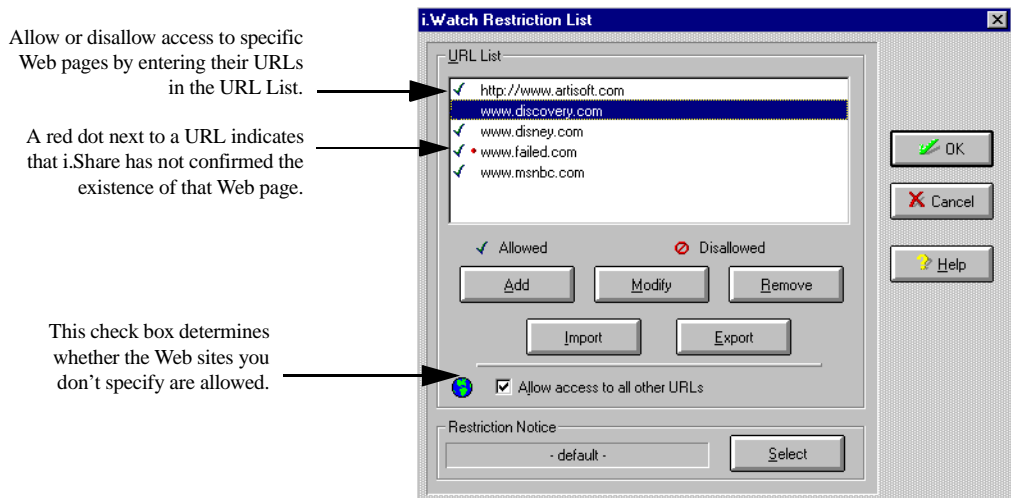 Allow or disallow access to specific
Web pages by entering their URLs
in the URL List.
A red dot next to a URL indicates
that i.Share has not confirmed the
existence of that Web page.
This check box determines
whether the Web sites you
don't specify are allowed.
i.Watch Restriction List
URL List
http://www.artisoft.com
www.discovery.com
www.disney.com
www.failed.com
www.msnbc.com
Allowed
Disallowed
Add
Modify
Remove
Import
Export
Allow access to all other URLs
Restriction Notice
- default -
Select
OK
Cancel
Help